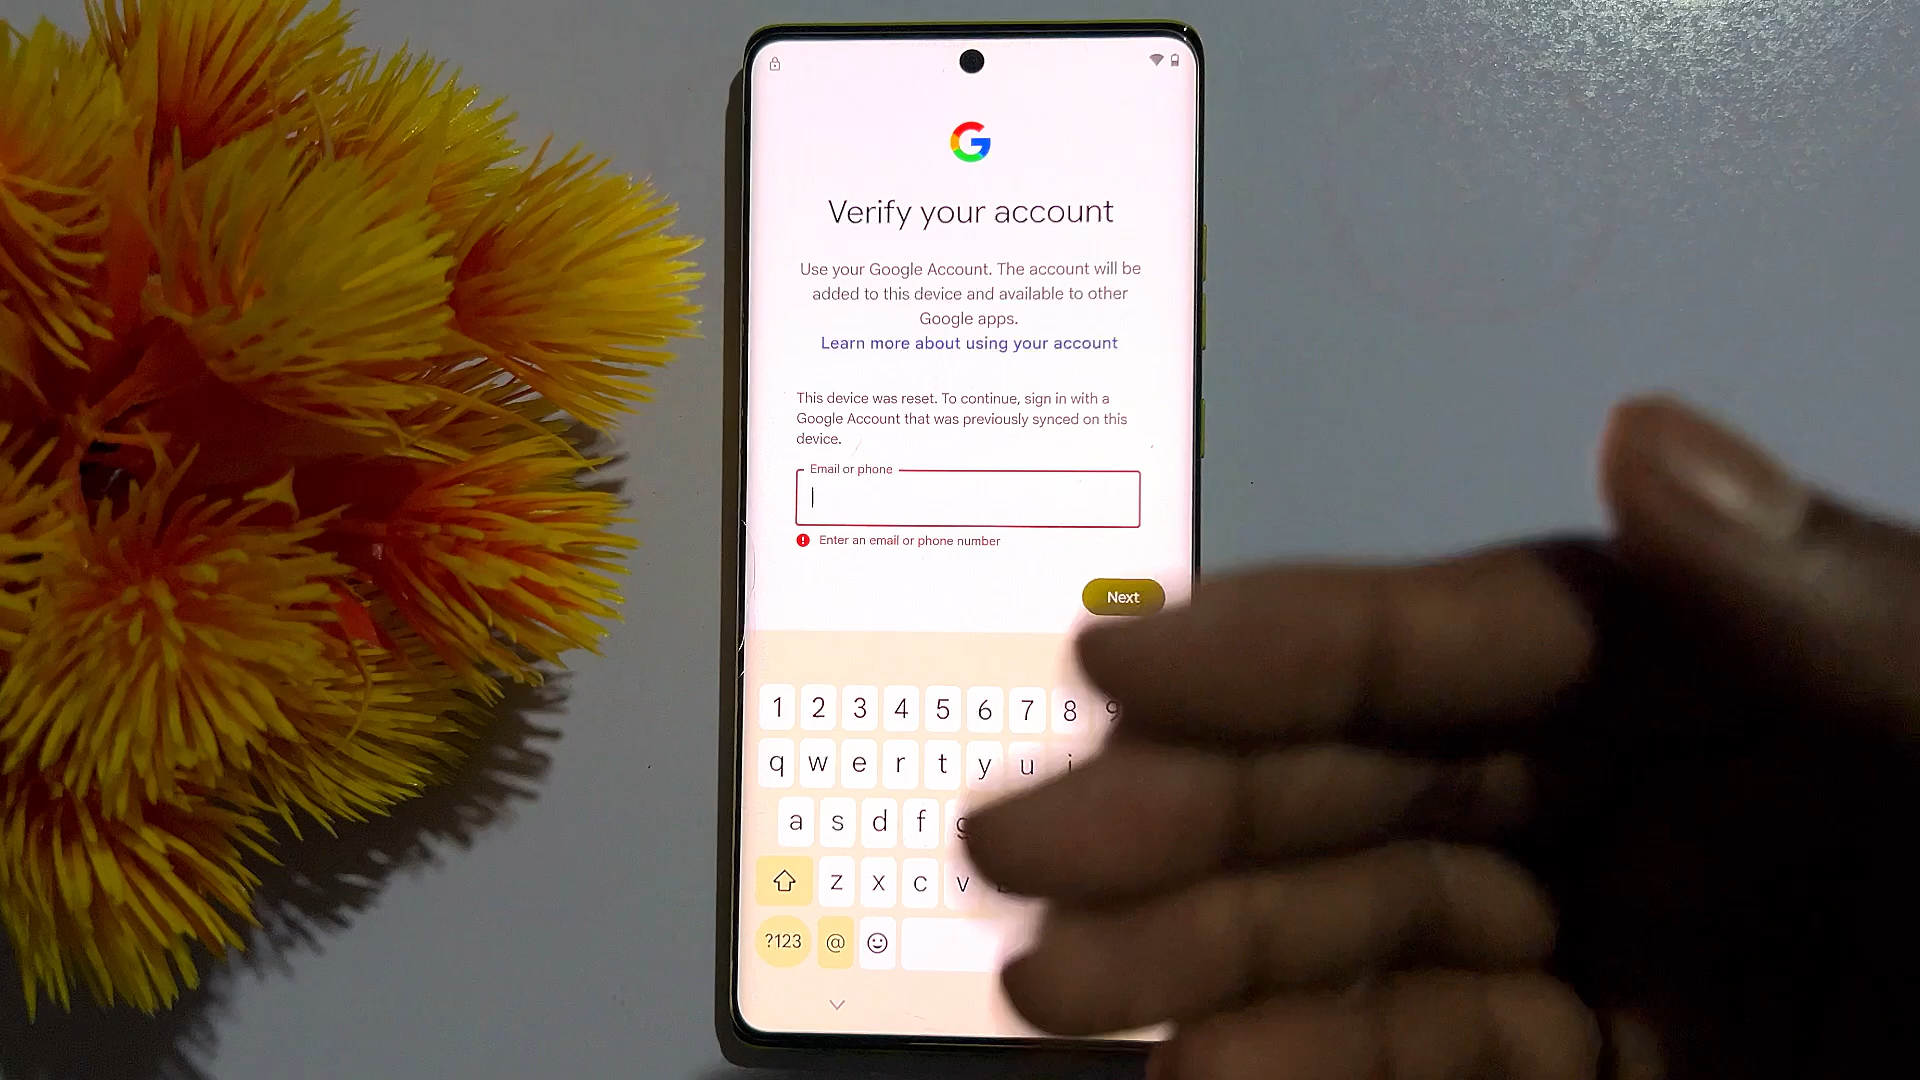 Verify your account
Use your Google Account. The account will be
added to this device and available to other
Google apps.
Learn more about using your account
This device was reset. To continue, sign in with a
Google Account that was previously synced on this
device.
Email or phone
Enter an email or phone number
Next
1 2 3 4 5 6 7 8 9
q w e r t y u i
a s d f g
z x c v
?123 @